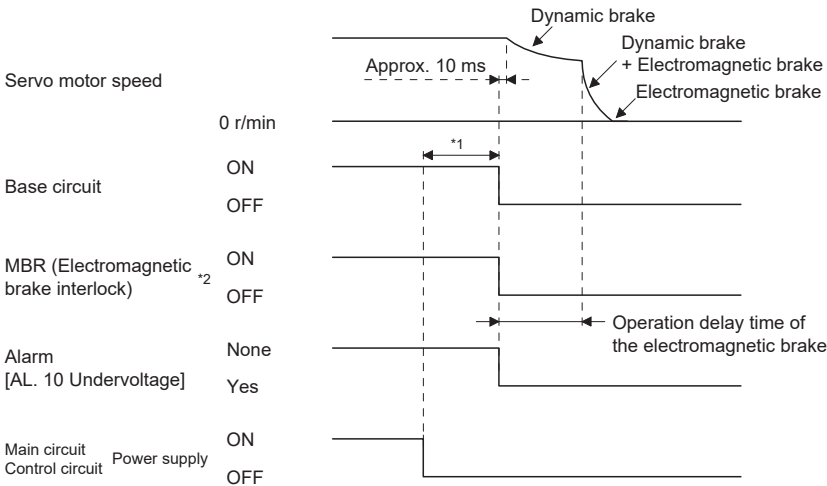 Dynamic brake
Dynamic brake
+ Electromagnetic brake
Electromagnetic brake
Approx. 10 ms
Servo motor speed
0 r/min
*1
Base circuit
ON
OFF
MBR (Electromagnetic
brake interlock) *2
ON
OFF
Operation delay time of
the electromagnetic brake
Alarm
[AL. 10 Undervoltage]
None
Yes
Main circuit
Control circuit
Power supply
ON
OFF